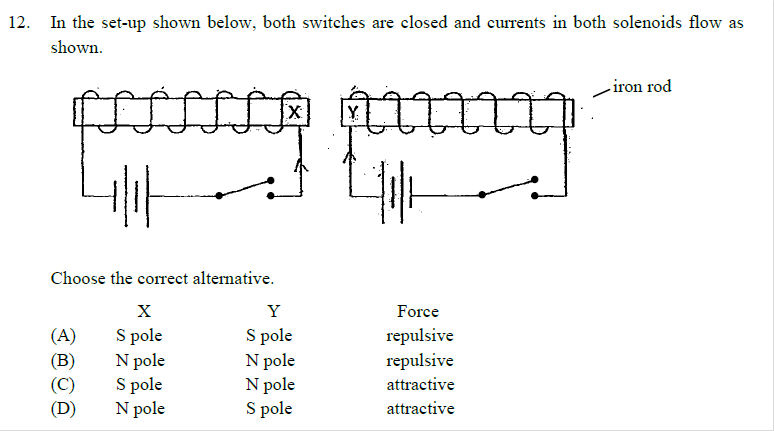 12. In the set-up shown below, both switches are closed and currents in both solenoids flow as
shown.
iron rod
X Y
Choose the correct alternative.
X Y Force
(A) S pole S pole repulsive
(B) N pole N pole repulsive
(C) S pole N pole attractive
(D) N pole S pole attractive